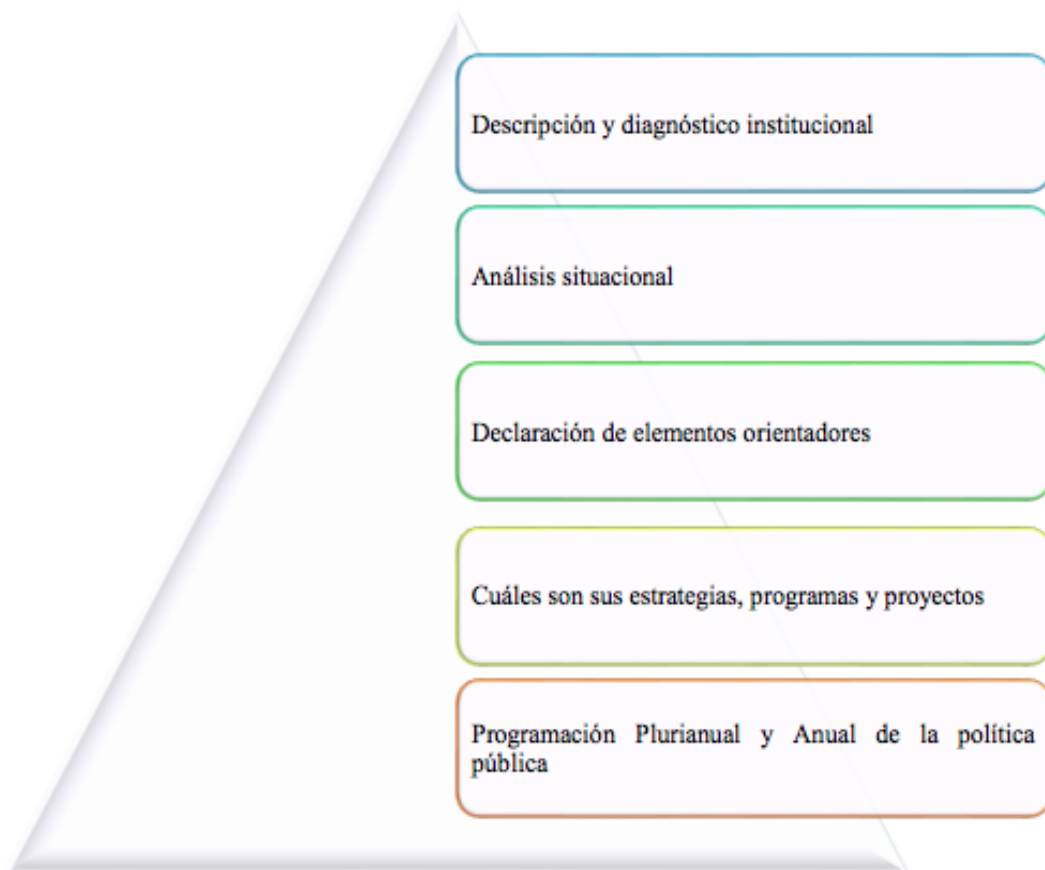 Descripción y diagnóstico institucional
Análisis situacional
Declaración de elementos orientadores
Cuáles son sus estrategias, programas y proyectos
Programación Plurianual y Anual de la política
pública